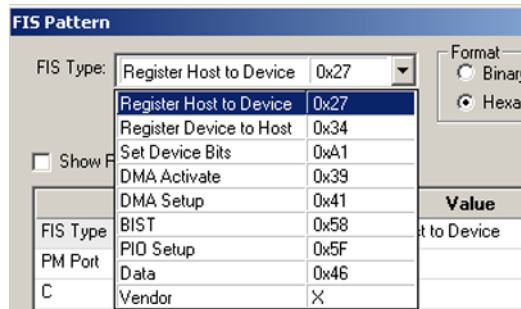 FIS Pattern
Format
FIS Type: Register Host to Device 0x27
Binar
Register Host to Device 0x27
Hexa
Register Device to Host 0x34
Set Device Bits 0xA1
Show F
DMA Activate 0x39
DMA Setup 0x41
Value
BIST 0x58
FIS Type
t to Device
PIO Setup 0x5F
PM Port
Data 0x46
C
Vendor X